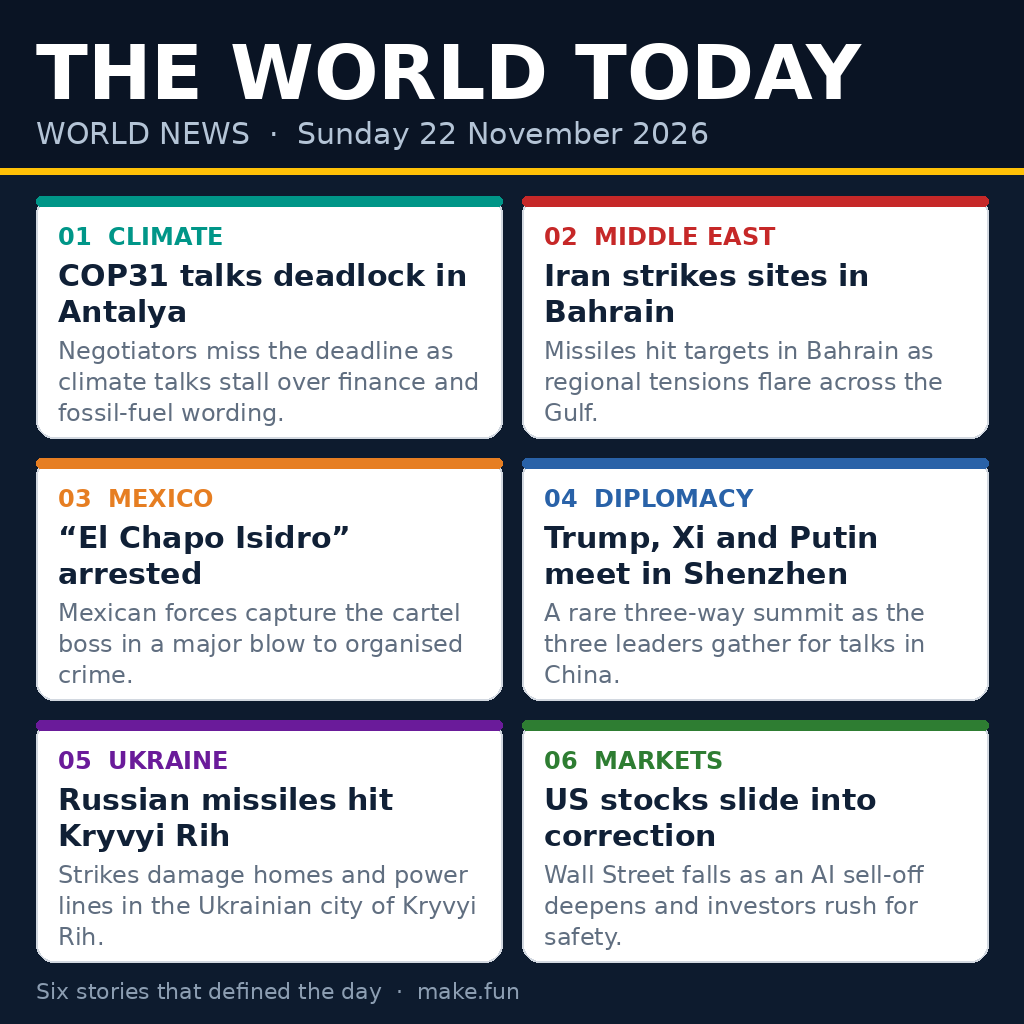 THE WORLD TODAY
WORLD NEWS · Sunday 22 November 2026
01 CLIMATE
COP31 talks deadlock in
Antalya
Negotiators miss the deadline as
climate talks stall over finance and
fossil-fuel wording.
02 MIDDLE EAST
Iran strikes sites in
Bahrain
Missiles hit targets in Bahrain as
regional tensions flare across the
Gulf.
03 MEXICO
“El Chapo Isidro”
arrested
Mexican forces capture the cartel
boss in a major blow to organised
crime.
04 DIPLOMACY
Trump, Xi and Putin
meet in Shenzhen
A rare three-way summit as the
three leaders gather for talks in
China.
05 UKRAINE
Russian missiles hit
Kryvyi Rih
Strikes damage homes and power
lines in the Ukrainian city of Kryvyi
Rih.
06 MARKETS
US stocks slide into
correction
Wall Street falls as an AI sell-off
deepens and investors rush for
safety.
Six stories that defined the day · make.fun